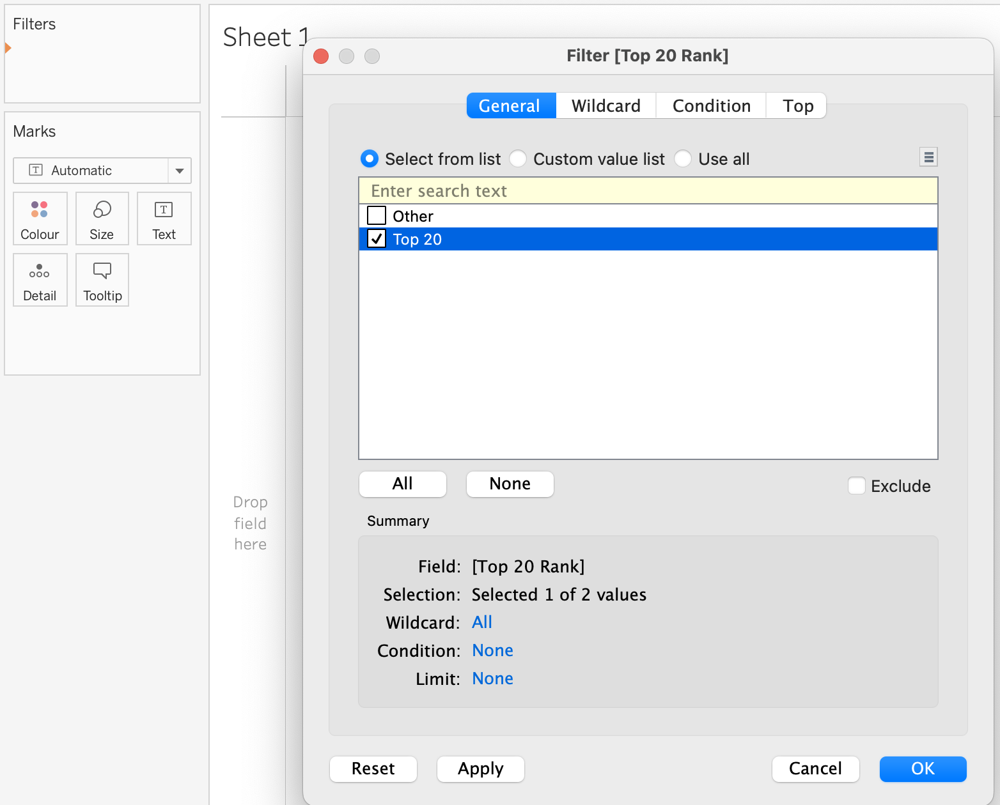 Filters
Marks
Automatic
Colour
Size
Text
Detail
Tooltip
Sheet 1
Drop
field
here
Filter [Top 20 Rank]
General Wildcard Condition Top
Select from list Custom value list Use all
Enter search text
Other
Top 20
All None Exclude
Summary
Field: [Top 20 Rank]
Selection: Selected 1 of 2 values
Wildcard: All
Condition: None
Limit: None
Reset Apply Cancel OK